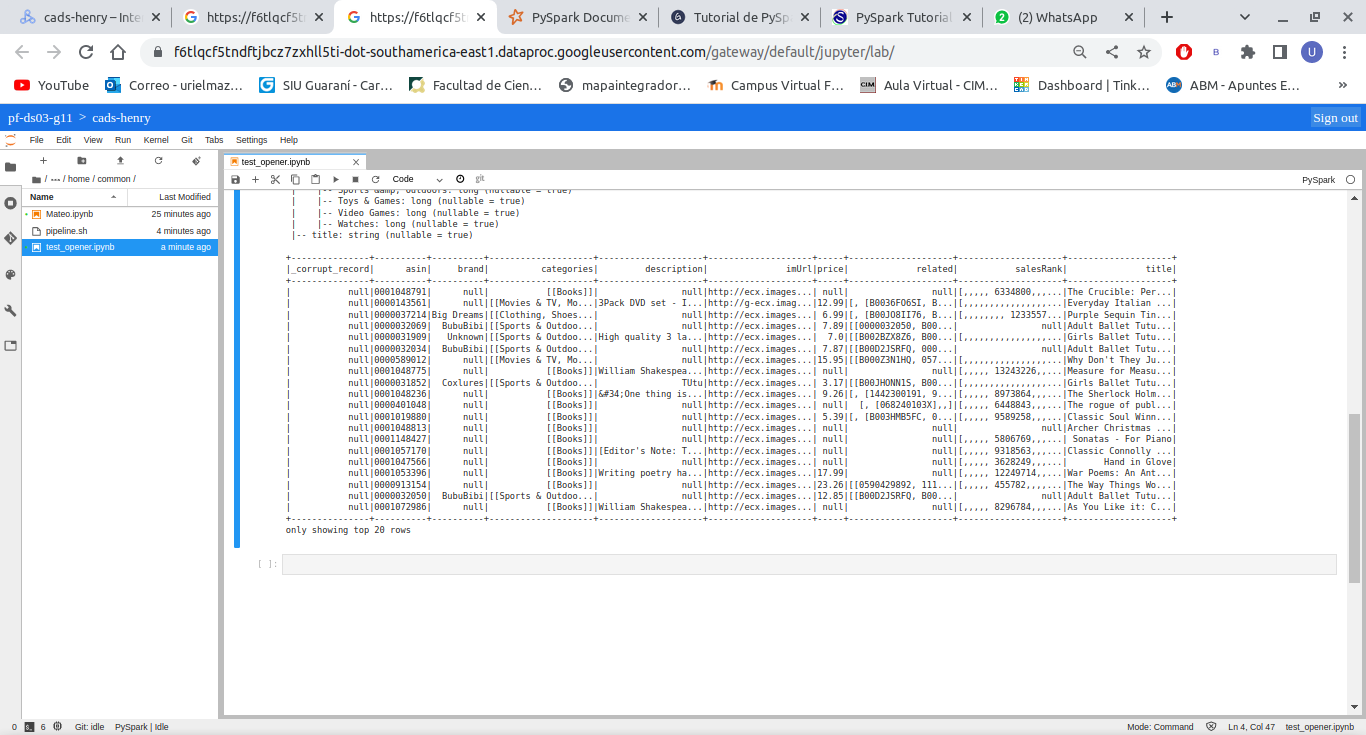 cads-henry – Inte
https://f6tlqcf5t
https://f6tlqcf5t
PySpark Docume
Tutorial de PySp
PySpark Tutorial
(2) WhatsApp
f6tlqcf5tndftjbcz7zxhll5ti-dot-southamerica-east1.dataproc.googleusercontent.com/gateway/default/jupyter/lab/
B
U
YouTube
Correo - urielmaz...
SIU Guaraní - Car...
Facultad de Cien...
mapaintegrador...
Campus Virtual F...
Aula Virtual - CIM...
Dashboard | Tink...
ABM - Apuntes E...
»
pf-ds03-g11 > cads-henry
Sign out
File Edit View Run Kernel Git Tabs Settings Help
/ ··· / home / common /
Name Last Modified
Mateo.ipynb 25 minutes ago
pipeline.sh 4 minutes ago
test_opener.ipynb a minute ago
test_opener.ipynb
Code
git
PySpark
| |-- Sports &amp; Outdoors: long (nullable = true)
| |-- Toys & Games: long (nullable = true)
| |-- Video Games: long (nullable = true)
| |-- Watches: long (nullable = true)
|-- title: string (nullable = true)
+---------------+----------+----------+--------------------+--------------------+--------------------+-----+--------------------+--------------------+--------------------+
|_corrupt_record| asin| brand| categories| description| imUrl|price| related| salesRank| title|
+---------------+----------+----------+--------------------+--------------------+--------------------+-----+--------------------+--------------------+--------------------+
| null|0001048791| null| [[Books]]| null|http://ecx.images...| null| null|[,,,,, 6334800,,,...|The Crucible: Per...|
| null|0000143561| null|[[Movies & TV, Mo...|3Pack DVD set - I...|http://g-ecx.imag...|12.99|[, [B0036FO6SI, B...|[,,,,,,,,,,,,,,,,...|Everyday Italian ...|
| null|0000037214|Big Dreams|[[Clothing, Shoes...| null|http://ecx.images...| 6.99|[, [B00JO8II76, B...|[,,,,,,,, 1233557...|Purple Sequin Tin...|
| null|0000032069| BubuBibi|[[Sports & Outdoo...| null|http://ecx.images...| 7.89|[[0000032050, B00...| null|Adult Ballet Tutu...|
| null|0000031909| Unknown|[[Sports & Outdoo...|High quality 3 la...|http://ecx.images...| 7.0|[[B002BZX8Z6, B00...|[,,,,,,,,,,,,,,,,...|Girls Ballet Tutu...|
| null|0000032034| BubuBibi|[[Sports & Outdoo...| null|http://ecx.images...| 7.87|[[B00D2JSRFQ, 000...| null|Adult Ballet Tutu...|
| null|0000589012| null|[[Movies & TV, Mo...| null|http://ecx.images...|15.95|[[B000Z3N1HQ, 057...|[,,,,,,,,,,,,,,,,...|Why Don't They Ju...|
| null|0001048775| null| [[Books]]|William Shakespea...|http://ecx.images...| null| null|[,,,,, 13243226,,...|Measure for Measu...|
| null|0000031852| Coxlures|[[Sports & Outdoo...| TUtu|http://ecx.images...| 3.17|[[B00JHONN1S, B00...|[,,,,,,,,,,,,,,,,...|Girls Ballet Tutu...|
| null|0001048236| null| [[Books]]|&#34;One thing is...|http://ecx.images...| 9.26|[, [1442300191, 9...|[,,,,, 8973864,,,...|The Sherlock Holm...|
| null|0000401048| null| [[Books]]| null|http://ecx.images...| null| [, [068240103X],,]|[,,,,, 6448843,,,...|The rogue of publ...|
| null|0001019880| null| [[Books]]| null|http://ecx.images...| 5.39|[, [B003HMB5FC, 0...|[,,,,, 9589258,,,...|Classic Soul Winn...|
| null|0001048813| null| [[Books]]| null|http://ecx.images...| null| null| null|Archer Christmas ...|
| null|0001148427| null| [[Books]]| null|http://ecx.images...| null| null|[,,,,, 5806769,,,...| Sonatas - For Piano|
| null|0001057170| null| [[Books]]|[Editor's Note: T...|http://ecx.images...| null| null|[,,,,, 9318563,,,...|Classic Connolly ...|
| null|0001047566| null| [[Books]]| null|http://ecx.images...| null| null|[,,,,, 3628249,,,...| Hand in Glove|
| null|0001053396| null| [[Books]]|Writing poetry ha...|http://ecx.images...|17.99| null|[,,,,, 12249714,,...|War Poems: An Ant...|
| null|0000913154| null| [[Books]]| null|http://ecx.images...|23.26|[[0590429892, 111...|[,,,,, 455782,,,,...|The Way Things Wo...|
| null|0000032050| BubuBibi|[[Sports & Outdoo...| null|http://ecx.images...|12.85|[[B00D2JSRFQ, B00...| null|Adult Ballet Tutu...|
| null|0001072986| null| [[Books]]|William Shakespea...|http://ecx.images...| null| null|[,,,,, 8296784,,,...|As You Like it: C...|
+---------------+----------+----------+--------------------+--------------------+--------------------+-----+--------------------+--------------------+--------------------+
only showing top 20 rows
[ ]:
0 6 Git: idle PySpark | Idle
Mode: Command Ln 4, Col 47 test_opener.ipynb